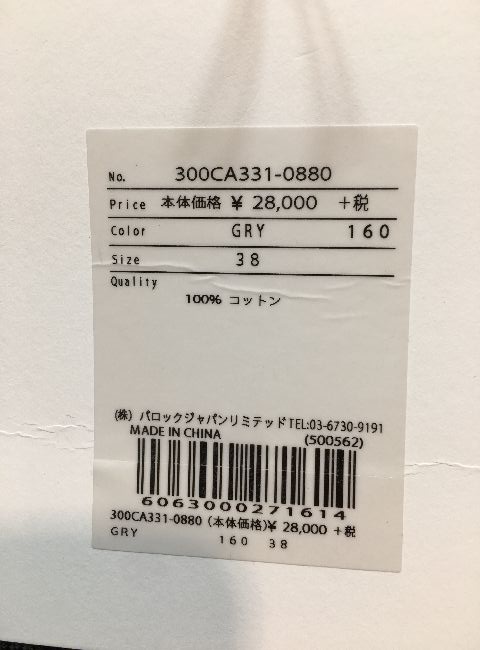 No. 300CA331-0880
Price 本体価格 ¥ 28,000 +税
Color GRY 160
Size 38
Quality
100% コットン
(株) バロックジャパンリミテッド TEL:03-6730-9191
MADE IN CHINA (500562)
6063000271614
300CA331-0880 (本体価格)¥ 28,000 +税
GRY 160 38